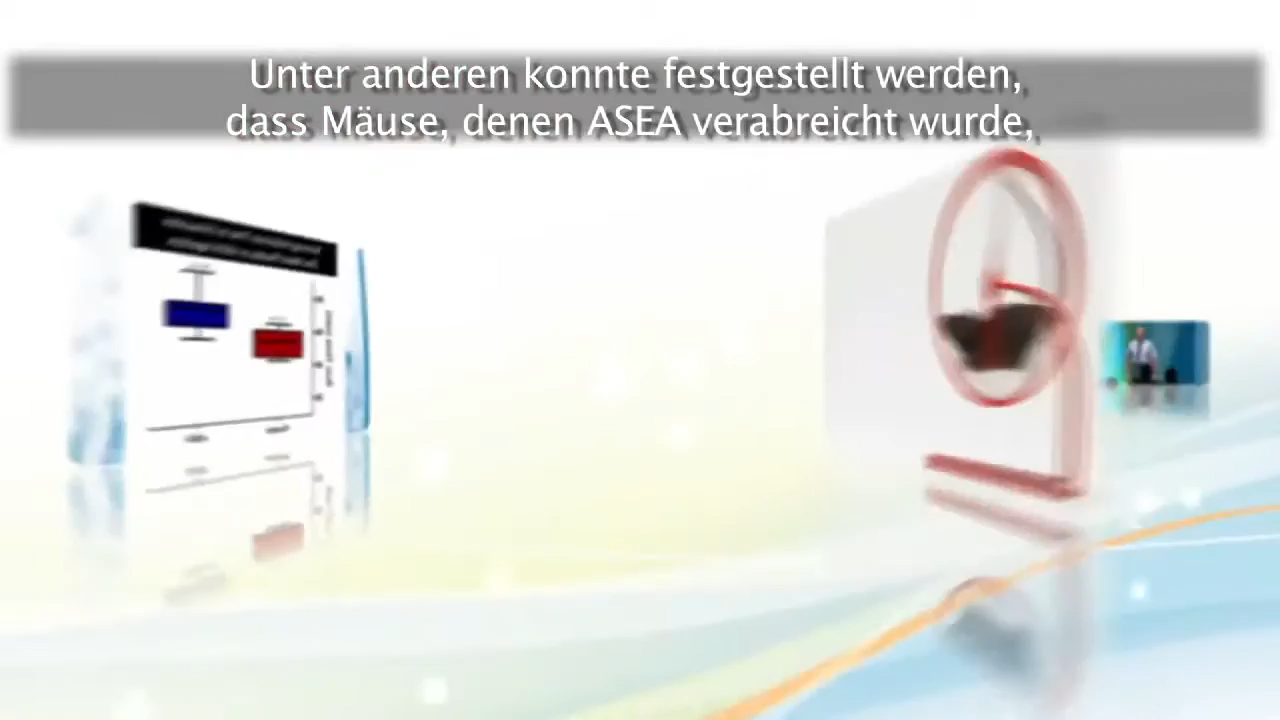 Unter anderen konnte festgestellt werden,
dass Mäuse, denen ASEA verabreicht wurde,